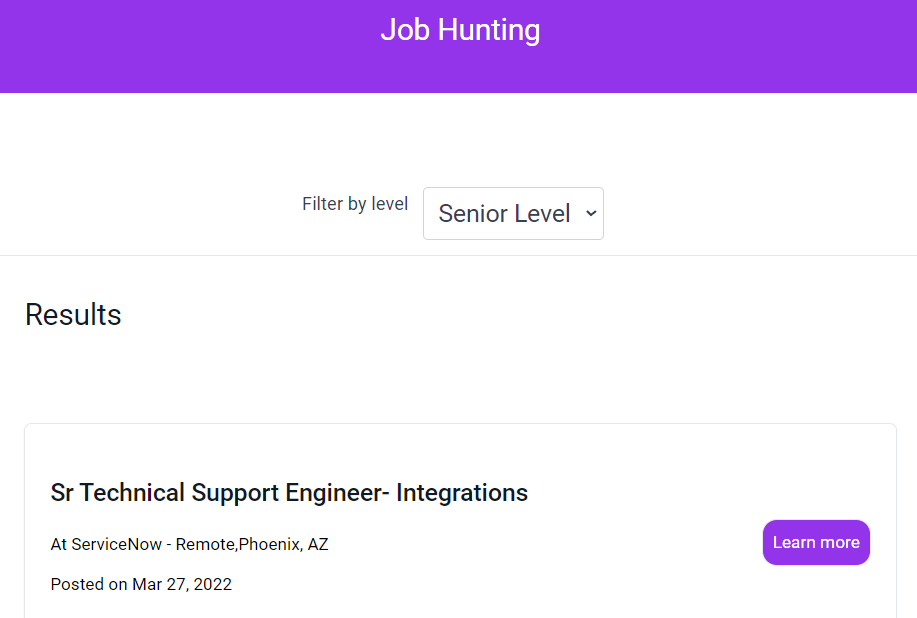 Job Hunting
Filter by level
Senior Level
Results
Sr Technical Support Engineer- Integrations
At ServiceNow - Remote,Phoenix, AZ
Learn more
Posted on Mar 27, 2022